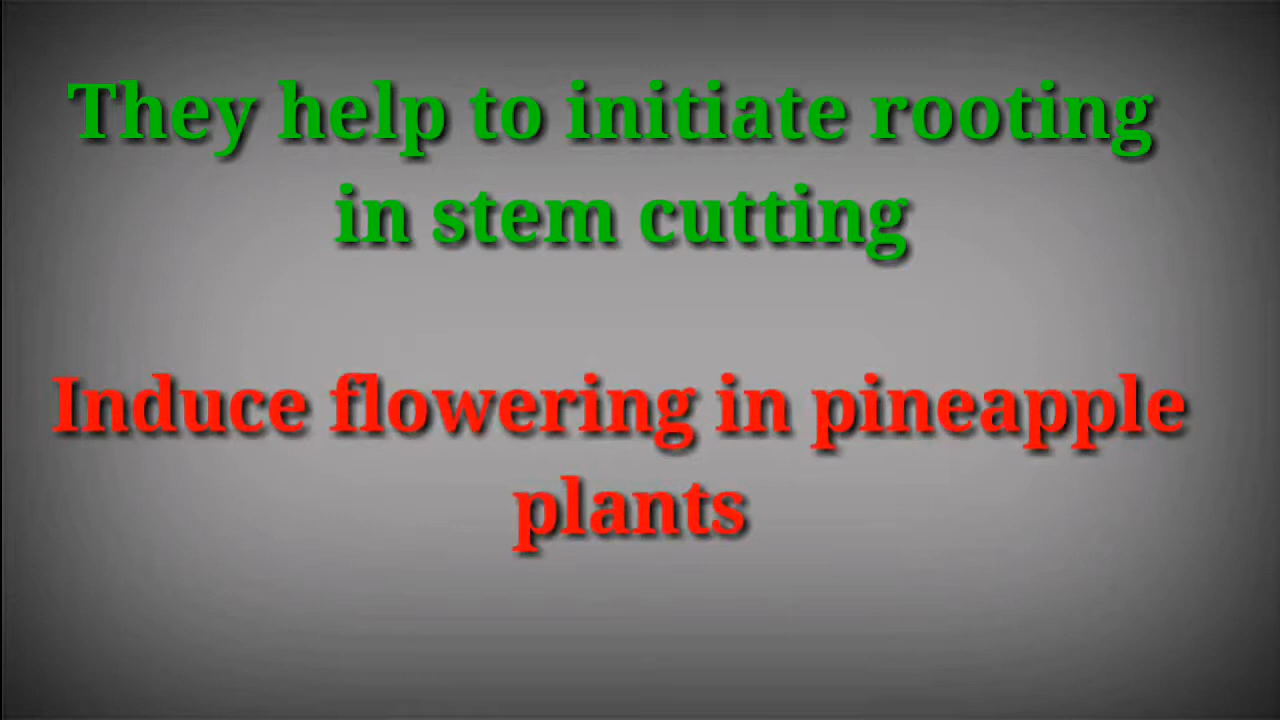 They help to initiate rooting
in stem cutting
Induce flowering in pineapple
plants